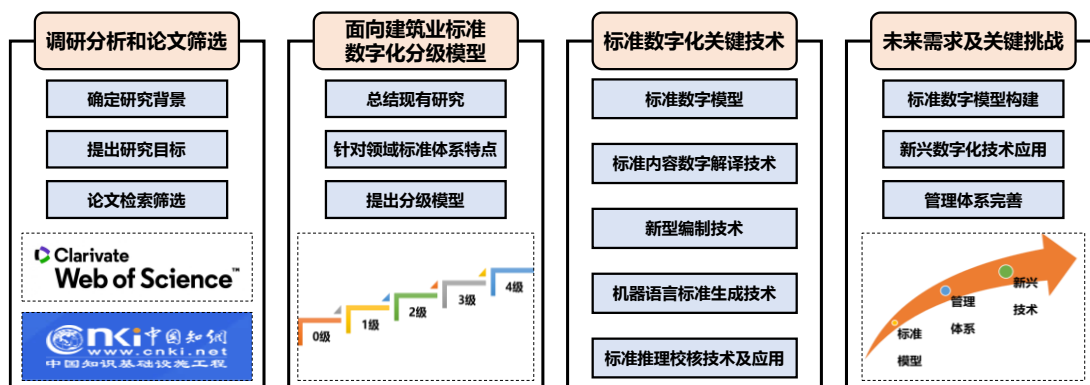 调研分析和论文筛选
确定研究背景
提出研究目标
论文检索筛选
Clarivate
Web of Science™
cnki中国知网
www.cnki.net
中国知识基础设施工程
面向建筑业标准
数字化分级模型
总结现有研究
针对领域标准体系特点
提出分级模型
0级
1级
2级
3级
4级
标准数字化关键技术
标准数字模型
标准内容数字解译技术
新型编制技术
机器语言标准生成技术
标准推理校核技术及应用
未来需求及关键挑战
标准数字模型构建
新兴数字化技术应用
管理体系完善
标准
模型
管理
体系
新兴
技术